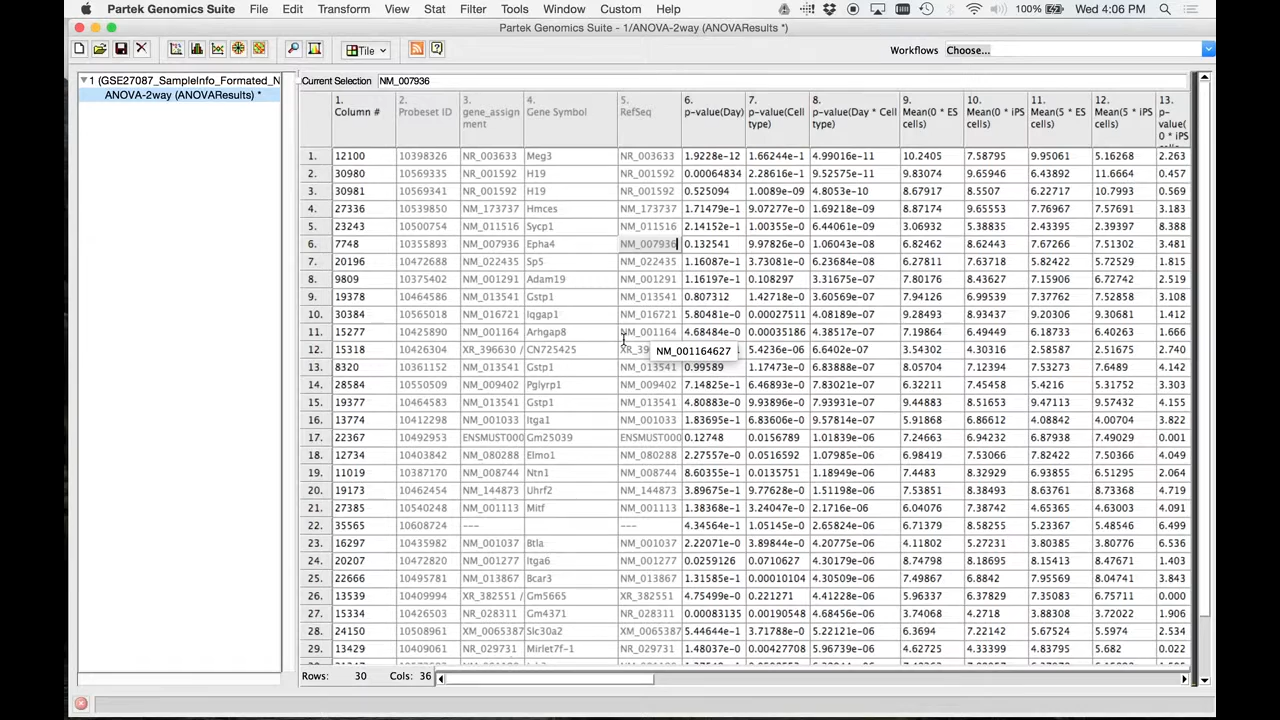 Partek Genomics Suite File Edit Transform View Stat Filter Tools Window Custom Help 100% Wed 4:06 PM
Partek Genomics Suite - 1/ANOVA-2way (ANOVAResults *)
Tile Workflows Choose...
1 (GSE27087_SampleInfo_Formated_N
ANOVA-2way (ANOVAResults) *
Current Selection NM_007936
1. Column # 2. Probeset ID 3. gene_assignment 4. Gene Symbol 5. RefSeq 6. p-value(Day) 7. p-value(Cell type) 8. p-value(Day * Cell type) 9. Mean(0 * ES cells) 10. Mean(0 * iPS cells) 11. Mean(5 * ES cells) 12. Mean(5 * iPS cells) 13. p-value( 0 * iPS
1. 12100 10398326 NR_003633 Meg3 NR_003633 1.9228e-12 1.66244e-1 4.99016e-11 10.2405 7.58795 9.95061 5.16268 2.263
2. 30980 10569335 NR_001592 H19 NR_001592 0.00064834 2.28616e-1 9.52575e-11 9.83074 9.65946 6.43892 11.6664 0.457
3. 30981 10569341 NR_001592 H19 NR_001592 0.525094 1.0089e-09 4.8053e-10 8.67917 8.5507 6.22717 10.7993 0.569
4. 27336 10539850 NM_173737 Hmces NM_173737 1.71479e-1 9.07277e-0 1.69218e-09 8.87174 9.65553 7.76967 7.57691 3.183
5. 23243 10500754 NM_011516 Sycp1 NM_011516 2.14152e-1 1.00355e-0 6.44061e-09 3.06932 5.38835 2.43395 2.39397 8.388
6. 7748 10355893 NM_007936 Epha4 NM_007936 0.132541 9.97826e-0 1.06043e-08 6.82462 8.62443 7.67266 7.51302 3.481
7. 20196 10472688 NM_022435 Sp5 NM_022435 1.16087e-1 3.73081e-0 6.23684e-08 6.27811 7.63718 5.82422 5.72529 1.815
8. 9809 10375402 NM_001291 Adam19 NM_001291 1.16197e-1 0.108297 3.31675e-07 7.80176 8.43627 7.15906 6.72742 2.519
9. 19378 10464586 NM_013541 Gstp1 NM_013541 0.807312 1.42718e-0 3.60569e-07 7.94126 6.99539 7.37762 7.52858 3.108
10. 30384 10565018 NM_016721 Iqgap1 NM_016721 5.80481e-0 0.00027511 4.08189e-07 9.28493 8.93437 9.20306 9.30061 1.412
11. 15277 10425890 NM_001164 Arhgap8 NM_001164 4.68484e-0 0.00035186 4.38517e-07 7.19864 6.49449 6.18733 6.40263 1.666
12. 15318 10426304 XR_396630 / CN725425 XR_39 5.4236e-06 6.6402e-07 3.54302 4.30316 2.58587 2.51675 2.740
NM_001164627
13. 8320 10361152 NM_013541 Gstp1 NM_013541 0.99589 1.17473e-0 6.83888e-07 8.05704 7.12394 7.53273 7.6489 4.142
14. 28584 10550509 NM_009402 Pglyrp1 NM_009402 7.14825e-1 6.46893e-0 7.83021e-07 6.32211 7.45458 5.4216 5.31752 3.303
15. 19377 10464583 NM_013541 Gstp1 NM_013541 4.80883e-0 9.93896e-0 7.93931e-07 9.44883 8.51653 9.47113 9.57432 4.155
16. 13774 10412298 NM_001033 Itga1 NM_001033 1.83695e-1 6.83606e-0 9.57814e-07 5.91868 6.86612 4.08842 4.00704 3.822
17. 22367 10492953 ENSMUST000 Gm25039 ENSMUST000 0.12748 0.0156789 1.01839e-06 7.24663 6.94232 6.87938 7.49029 0.001
18. 12734 10403842 NM_080288 Elmo1 NM_080288 2.27557e-0 0.0516592 1.07985e-06 6.98419 7.53066 7.42082 7.50366 4.049
19. 11019 10387170 NM_008744 Ntn1 NM_008744 8.60355e-1 0.0135751 1.18949e-06 7.4483 8.32929 6.93855 6.51295 2.064
20. 19173 10462454 NM_144873 Uhrf2 NM_144873 3.89675e-1 9.77628e-0 1.51198e-06 7.53851 8.38493 8.63761 8.73368 4.719
21. 27385 10540248 NM_001113 Mitf NM_001113 1.38368e-1 3.24047e-0 2.1716e-06 6.04076 7.38742 4.65365 4.63003 4.091
22. 35565 10608724 --- --- 4.34564e-1 1.05145e-0 2.65824e-06 6.71379 8.58255 5.23367 5.48546 6.499
23. 16297 10435982 NM_001037 Btla NM_001037 2.22071e-0 3.89844e-0 4.20775e-06 4.11802 5.27231 3.80408 3.80776 6.536
24. 20207 10472820 NM_001277 Itga6 NM_001277 0.0259126 0.0710627 4.30179e-06 8.74798 8.18695 8.15413 8.47671 1.403
25. 22666 10495781 NM_013867 Bcar3 NM_013867 1.31585e-1 0.00010104 4.30509e-06 7.49867 6.8842 7.95569 8.04741 3.843
26. 13539 10409994 XR_382551 / Gm5665 XR_382551 4.75499e-0 0.221271 4.41002e-06 5.96337 6.37829 7.35083 6.75711 0.000
27. 15334 10426503 NR_028311 Gm4371 NR_028311 0.00083135 0.00190548 4.68456e-06 3.74068 4.2718 3.88308 3.72022 1.906
28. 24150 10508961 XM_0065387 Slc30a2 XM_0065387 5.44644e-1 3.71788e-0 5.22121e-06 6.3694 7.22142 5.67524 5.5974 2.534
29. 13429 10409061 NR_029731 Mirlet7f-1 NR_029731 1.48037e-0 0.00427708 5.96739e-06 4.62725 4.33399 4.83795 5.682 0.022
Rows: 30 Cols: 36